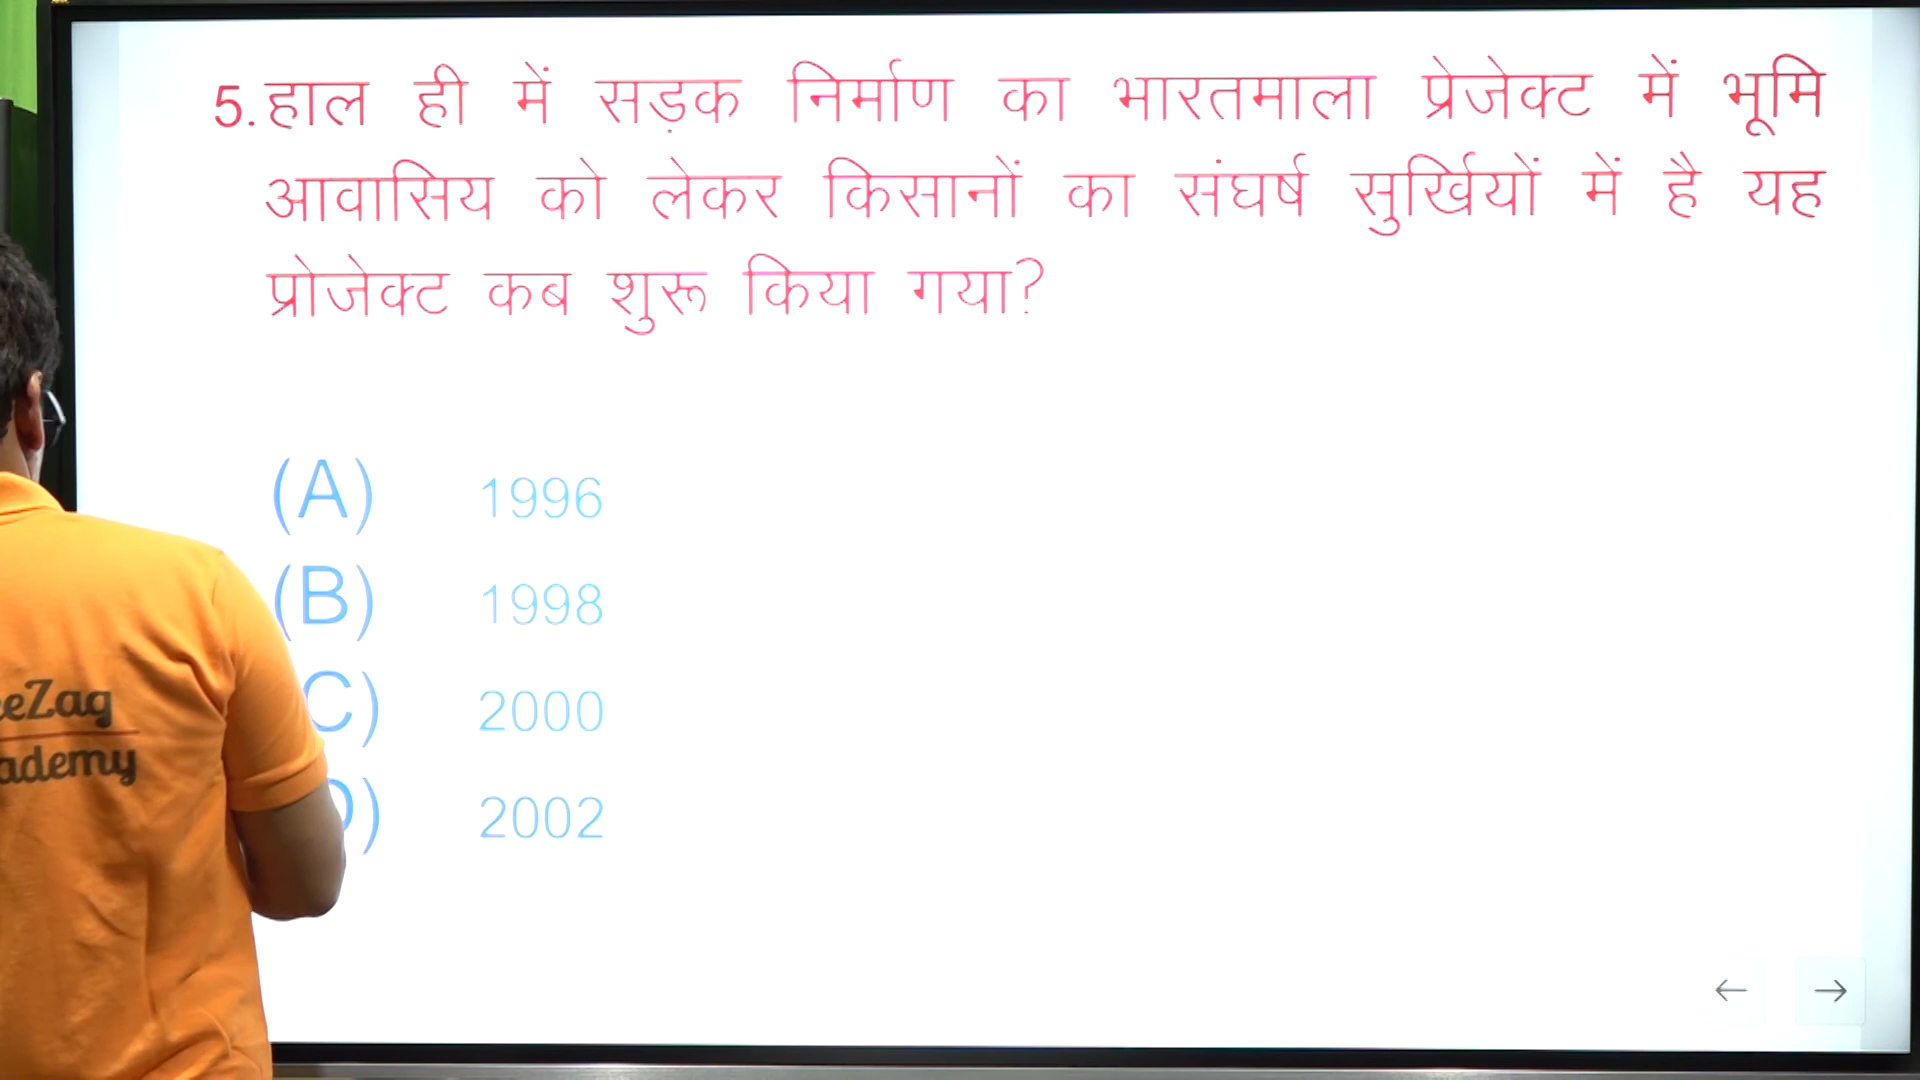 5. हाल ही में सड़क निर्माण का भारतमाला प्रेजेक्ट में भूमि
आवासिय को लेकर किसानों का संघर्ष सुर्खियों में है यह
प्रोजेक्ट कब शुरू किया गया?
(A) 1996
(B) 1998
C) 2000
D) 2002
eZag
ademy